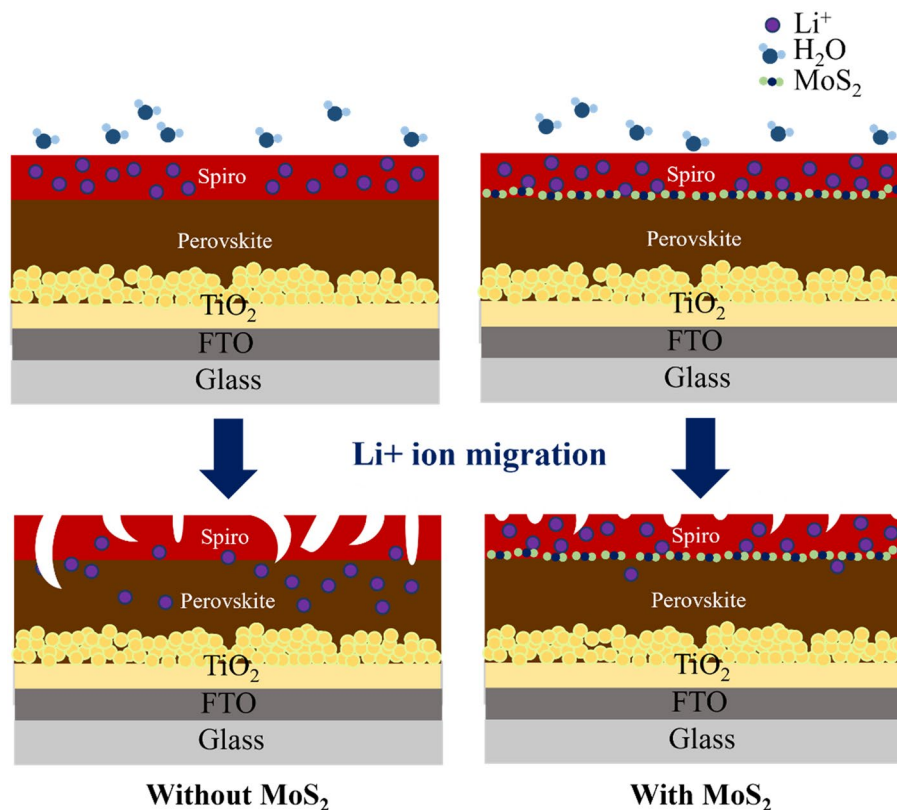 Li⁺
H₂O
MoS₂
Spiro
Perovskite
TiO₂
FTO
Glass
Spiro
Perovskite
TiO₂
FTO
Glass
Li+ ion migration
Spiro
Perovskite
TiO₂
FTO
Glass
Without MoS₂
Spiro
Perovskite
TiO₂
FTO
Glass
With MoS₂